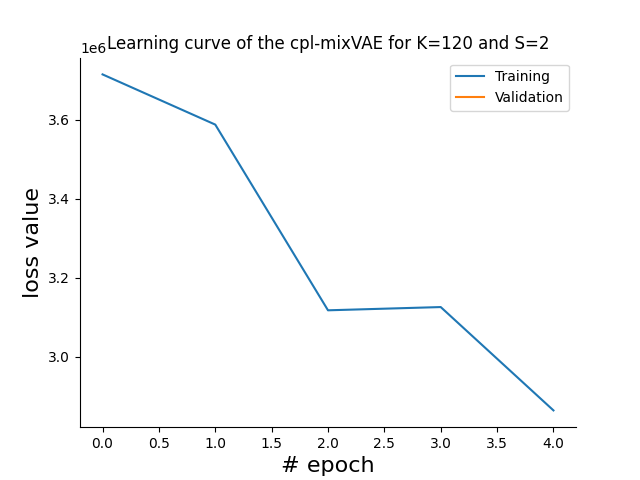 1e6
Learning curve of the cpl-mixVAE for K=120 and S=2
Training
Validation
3.6
3.4
3.2
3.0
loss value
0.0 0.5 1.0 1.5 2.0 2.5 3.0 3.5 4.0
# epoch